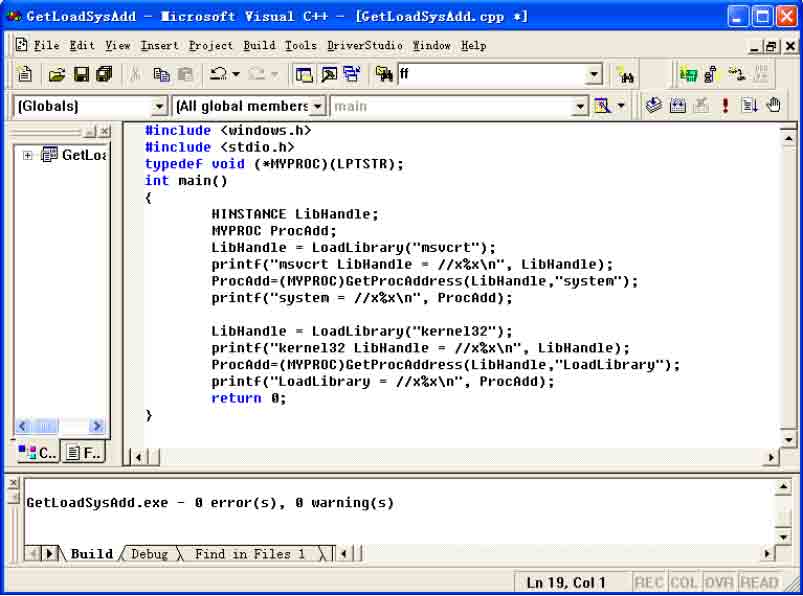 GetLoadSysAdd - Microsoft Visual C++ - [GetLoadSysAdd.cpp *]
File Edit View Insert Project Build Tools DriverStudio Window Help
ff
(Globals) (All global members main
GetLoa
#include <windows.h>
#include <stdio.h>
typedef void (*MYPROC)(LPTSTR);
int main()
{
HINSTANCE LibHandle;
MYPROC ProcAdd;
LibHandle = LoadLibrary("msvcrt");
printf("msvcrt LibHandle = //x%x\n", LibHandle);
ProcAdd=(MYPROC)GetProcAddress(LibHandle,"system");
printf("system = //x%x\n", ProcAdd);
LibHandle = LoadLibrary("kernel32");
printf("kernel32 LibHandle = //x%x\n", LibHandle);
ProcAdd=(MYPROC)GetProcAddress(LibHandle,"LoadLibrary");
printf("LoadLibrary = //x%x\n", ProcAdd);
return 0;
}
C.. F..
GetLoadSysAdd.exe - 0 error(s), 0 warning(s)
Build Debug Find in Files 1
Ln 19, Col 1 REC COL OVR READ